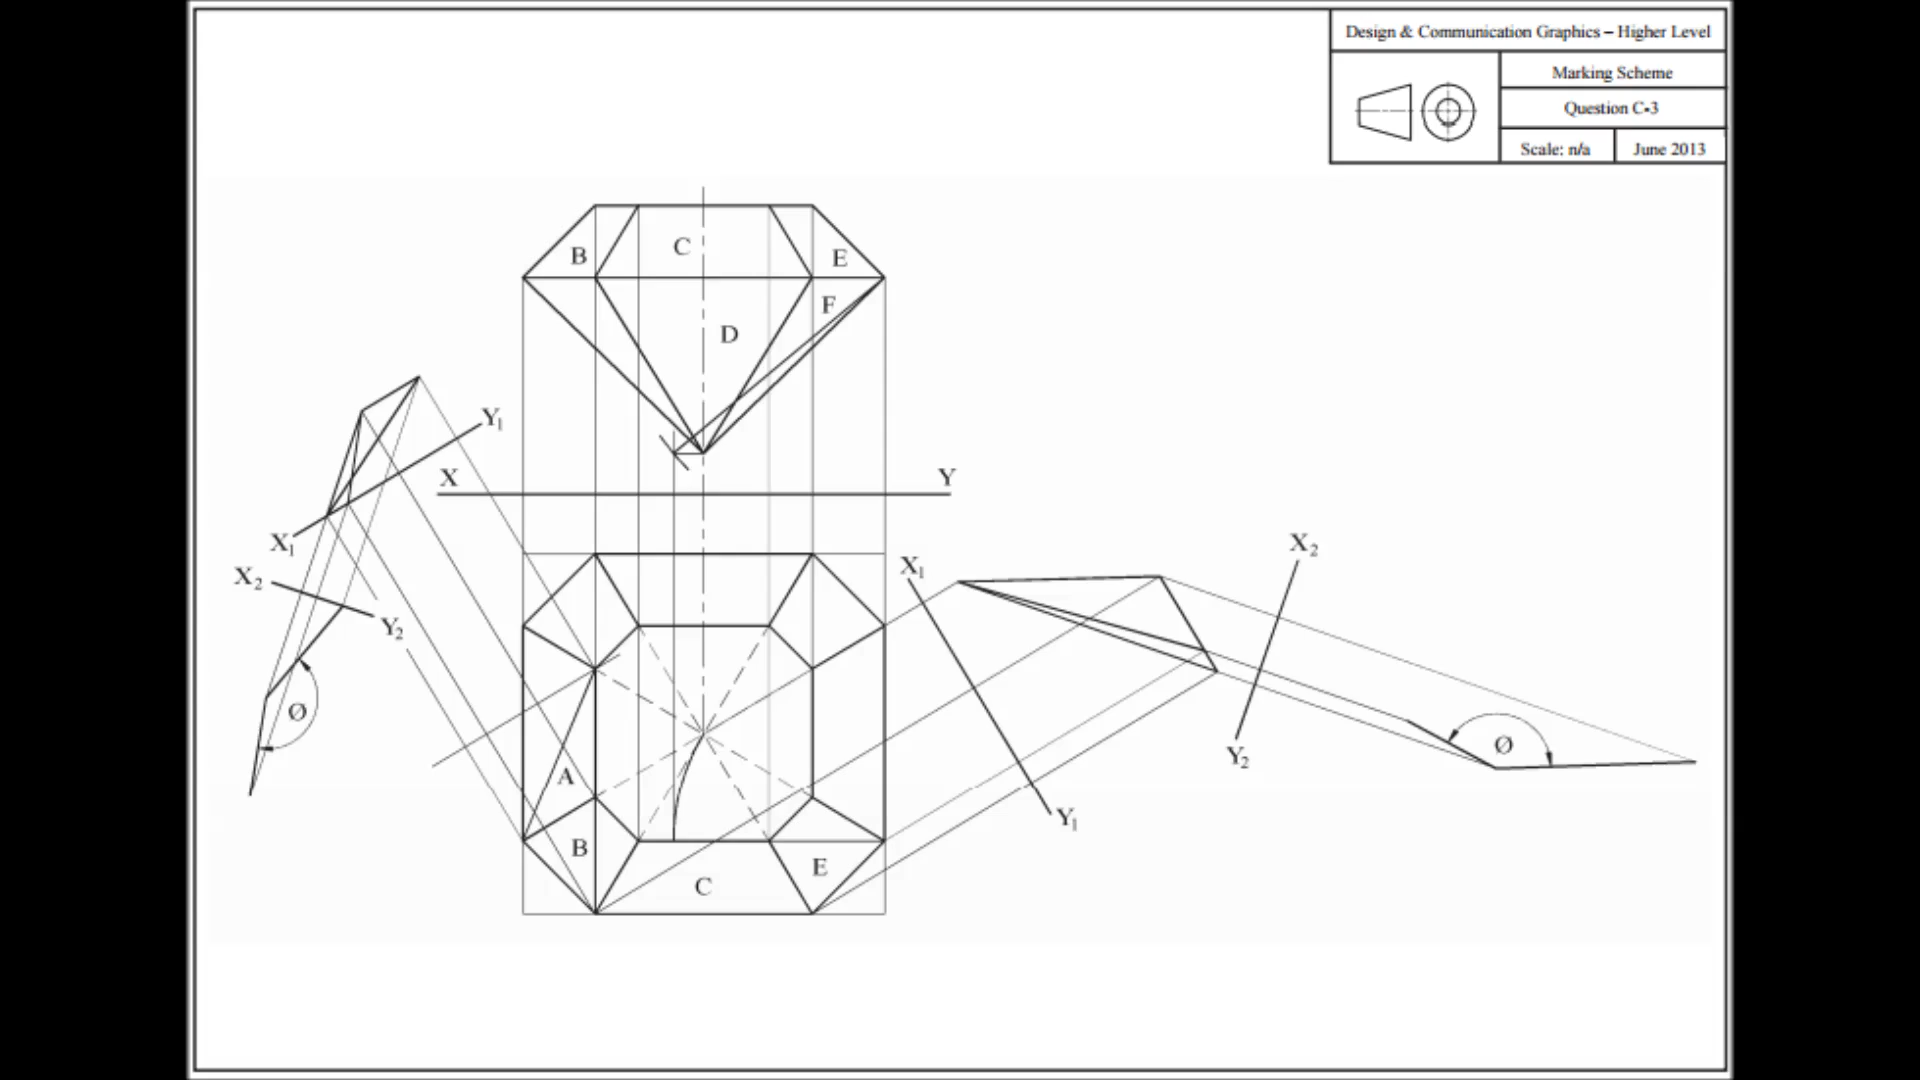 Design & Communication Graphics – Higher Level
Marking Scheme
Question C-3
Scale: n/a
June 2013
B
C
E
F
D
Y1
X
Y
X1
X2
Y2
Ø
A
B
C
E
X1
Y1
X2
Y2
Ø